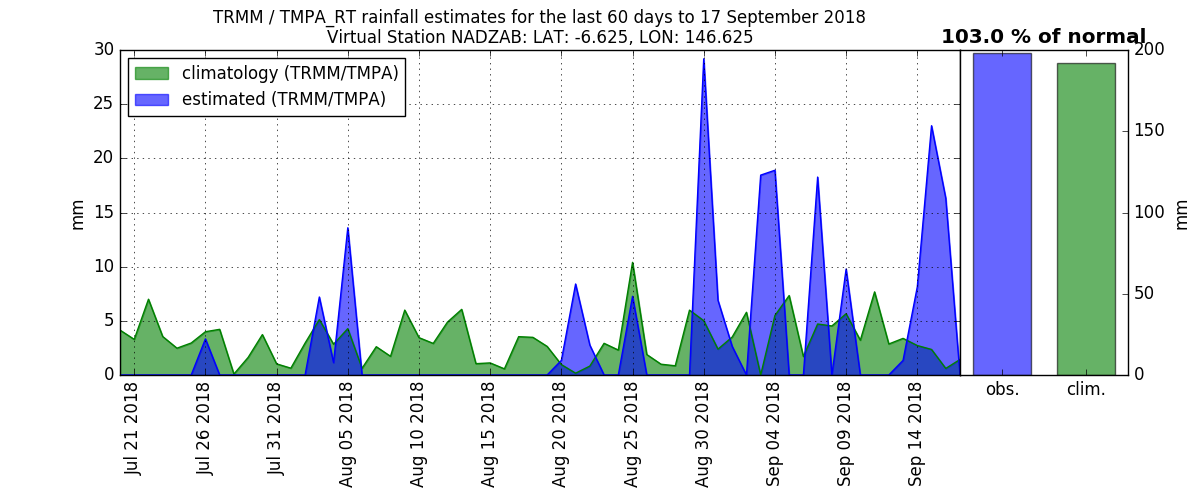 TRMM / TMPA_RT rainfall estimates for the last 60 days to 17 September 2018
Virtual Station NADZAB: LAT: -6.625, LON: 146.625
103.0 % of normal
climatology (TRMM/TMPA)
estimated (TRMM/TMPA)
30
25
20
15
10
5
0
mm
200
150
100
50
0
mm
Jul 21 2018
Jul 26 2018
Jul 31 2018
Aug 05 2018
Aug 10 2018
Aug 15 2018
Aug 20 2018
Aug 25 2018
Aug 30 2018
Sep 04 2018
Sep 09 2018
Sep 14 2018
obs.
clim.